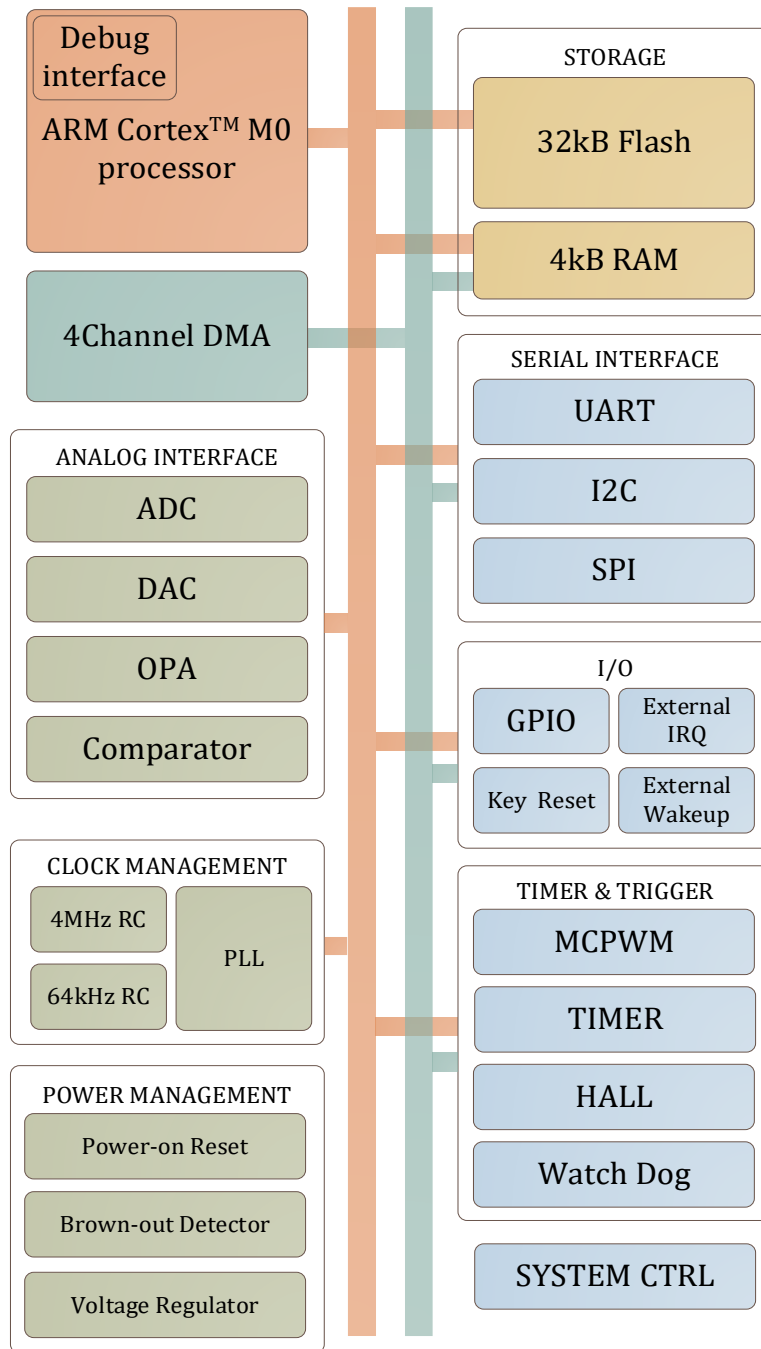 Debug
interface
ARM Cortex™ M0
processor
4Channel DMA
ANALOG INTERFACE
ADC
DAC
OPA
Comparator
CLOCK MANAGEMENT
4MHz RC
64kHz RC
PLL
POWER MANAGEMENT
Power-on Reset
Brown-out Detector
Voltage Regulator
STORAGE
32kB Flash
4kB RAM
SERIAL INTERFACE
UART
I2C
SPI
I/O
GPIO
External
IRQ
Key Reset
External
Wakeup
TIMER & TRIGGER
MCPWM
TIMER
HALL
Watch Dog
SYSTEM CTRL